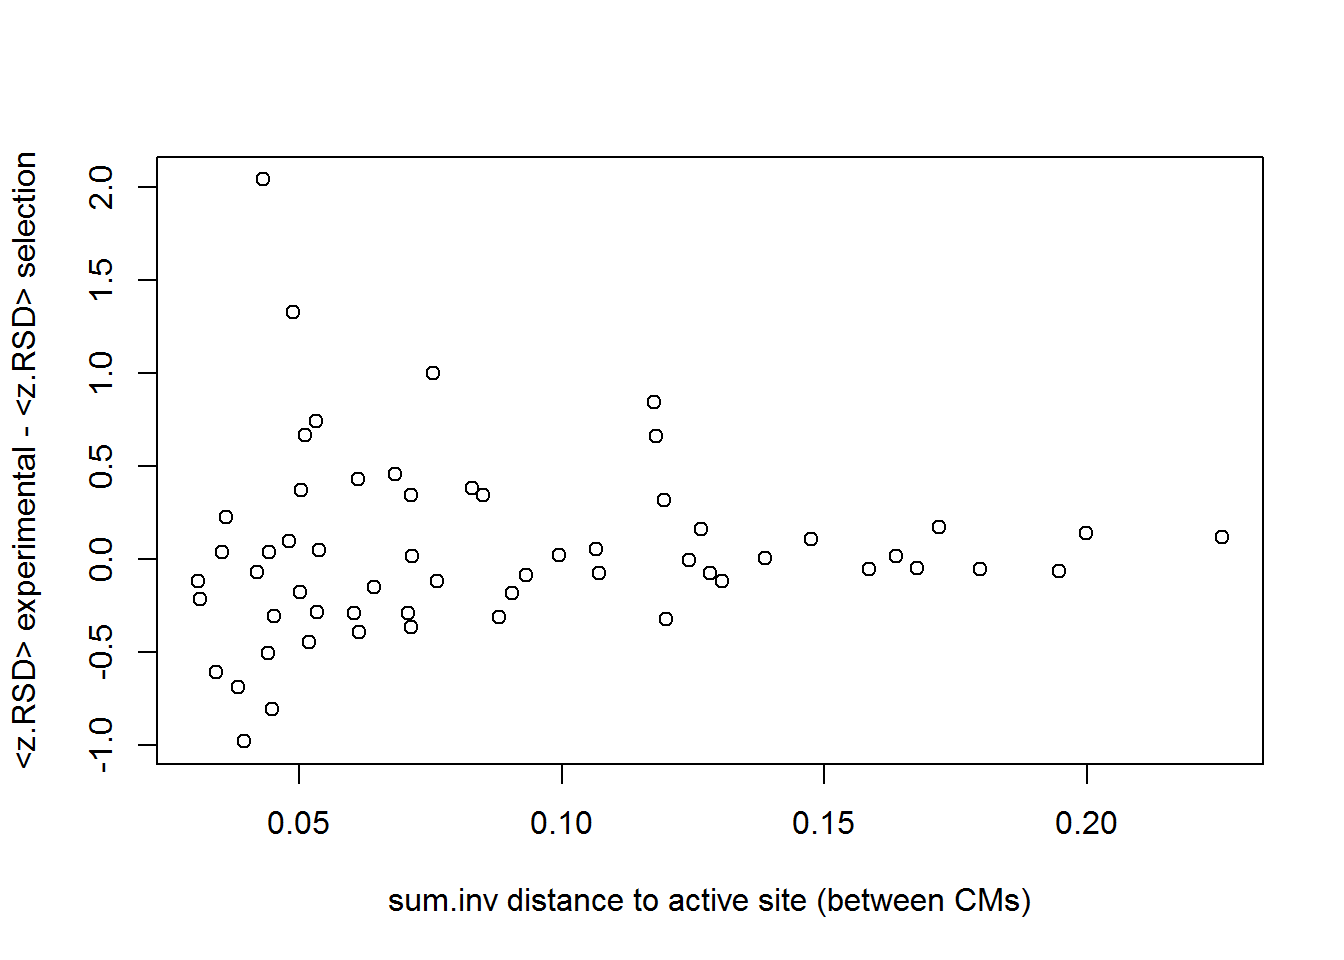 <z.RSD> experimental - <z.RSD> selection
2.0
1.5
1.0
0.5
0.0
-0.5
-1.0
0.05 0.10 0.15 0.20
sum.inv distance to active site (between CMs)